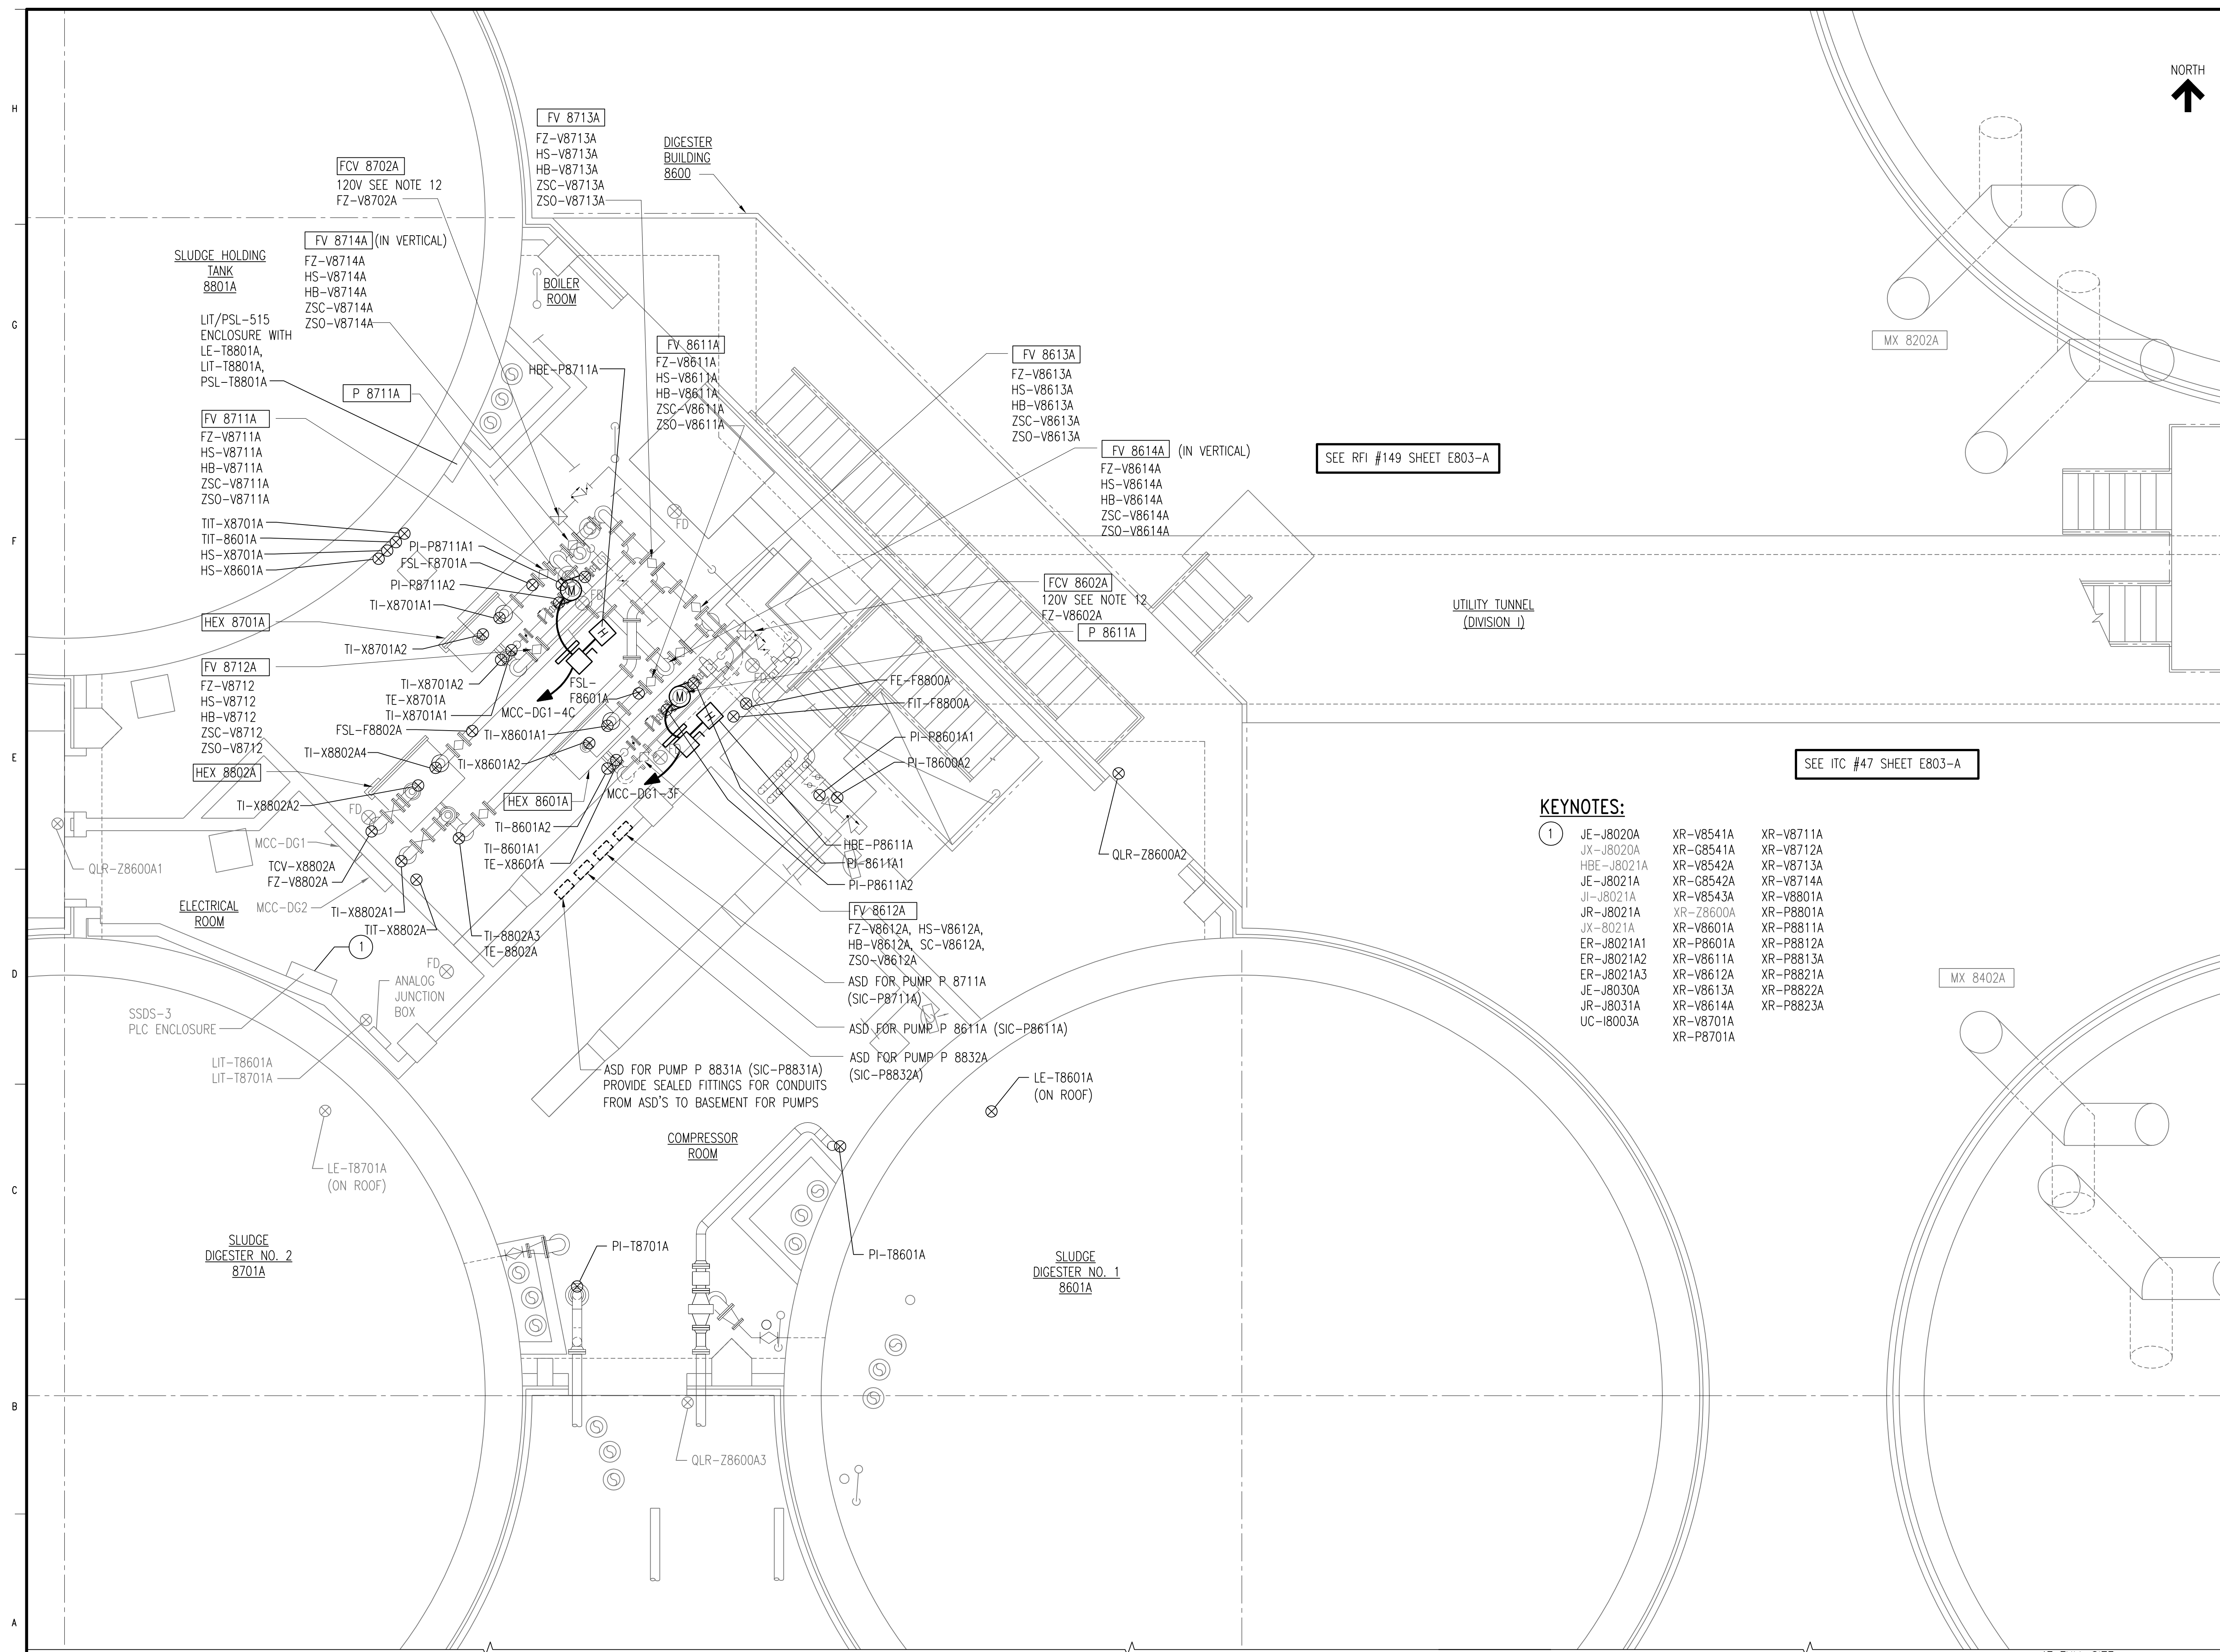 NORTH
H
G
F
E
D
C
B
A
FV 8713A
FZ-V8713A
HS-V8713A
HB-V8713A
ZSC-V8713A
ZSO-V8713A
DIGESTER
BUILDING
8600
FCV 8702A
120V SEE NOTE 12
FZ-V8702A
FV 8714A (IN VERTICAL)
FZ-V8714A
HS-V8714A
HB-V8714A
ZSC-V8714A
ZSO-V8714A
SLUDGE HOLDING
TANK
8801A
BOILER
ROOM
LIT/PSL-515
ENCLOSURE WITH
LE-T8801A,
LIT-T8801A,
PSL-T8801A
P 8711A
HBE-P8711A
FV 8611A
FZ-V8611A
HS-V8611A
HB-V8611A
ZSC-V8611A
ZSO-V8611A
FV 8613A
FZ-V8613A
HS-V8613A
HB-V8613A
ZSC-V8613A
ZSO-V8613A
FV 8614A (IN VERTICAL)
FZ-V8614A
HS-V8614A
HB-V8614A
ZSC-V8614A
ZSO-V8614A
SEE RFI #149 SHEET E803-A
MX 8202A
FV 8711A
FZ-V8711A
HS-V8711A
HB-V8711A
ZSC-V8711A
ZSO-V8711A
TIT-X8701A
TIT-8601A
HS-X8701A
HS-X8601A
PI-P8711A1
FSL-F8701A
PI-P8711A2
TI-X8701A1
HEX 8701A
TI-X8701A2
FV 8712A
FZ-V8712
HS-V8712
HB-V8712
ZSC-V8712
ZSO-V8712
TI-X8701A2
TE-X8701A
TI-X8701A1
FSL-F8802A
TI-X8802A4
HEX 8802A
TI-X8802A2
FD
FD
FD
M
H
M
H
FSL-
F8601A
MCC-DG1-4C
TI-X8601A1
TI-X8601A2
MCC-DG1-3F
HEX 8601A
TI-8601A2
TI-8601A1
TE-X8601A
FCV 8602A
120V SEE NOTE 12
FZ-V8602A
P 8611A
FE-F8800A
FIT-F8800A
PI-P8601A1
PI-T8600A2
UTILITY TUNNEL
(DIVISION I)
SEE ITC #47 SHEET E803-A
HBE-P8611A
PI-8611A1
PI-P8611A2
QLR-Z8600A2
FV 8612A
FZ-V8612A, HS-V8612A,
HB-V8612A, SC-V8612A,
ZSO-V8612A
ASD FOR PUMP P 8711A
(SIC-P8711A)
ASD FOR PUMP P 8611A (SIC-P8611A)
ASD FOR PUMP P 8832A
(SIC-P8832A)
ASD FOR PUMP P 8831A (SIC-P8831A)
PROVIDE SEALED FITTINGS FOR CONDUITS
FROM ASD'S TO BASEMENT FOR PUMPS
QLR-Z8600A1
MCC-DG1
TCV-X8802A
FZ-V8802A
ELECTRICAL
ROOM
MCC-DG2
TI-X8802A1
TIT-X8802A
TI-8802A3
TE-8802A
1
FD
ANALOG
JUNCTION
BOX
SSDS-3
PLC ENCLOSURE
LIT-T8601A
LIT-T8701A
LE-T8701A
(ON ROOF)
LE-T8601A
(ON ROOF)
COMPRESSOR
ROOM
PI-T8701A
PI-T8601A
SLUDGE
DIGESTER NO. 2
8701A
SLUDGE
DIGESTER NO. 1
8601A
QLR-Z8600A3
MX 8402A
KEYNOTES:
1
JE-J8020A XR-V8541A XR-V8711A
JX-J8020A XR-G8541A XR-V8712A
HBE-J8021A XR-V8542A XR-V8713A
JE-J8021A XR-G8542A XR-V8714A
JI-J8021A XR-V8543A XR-V8801A
JR-J8021A XR-Z8600A XR-P8801A
JX-8021A XR-V8601A XR-P8811A
ER-J8021A1 XR-P8601A XR-P8812A
ER-J8021A2 XR-V8611A XR-P8813A
ER-J8021A3 XR-V8612A XR-P8821A
JE-J8030A XR-V8613A XR-P8822A
JR-J8031A XR-V8614A XR-P8823A
UC-I8003A XR-V8701A
XR-P8701A